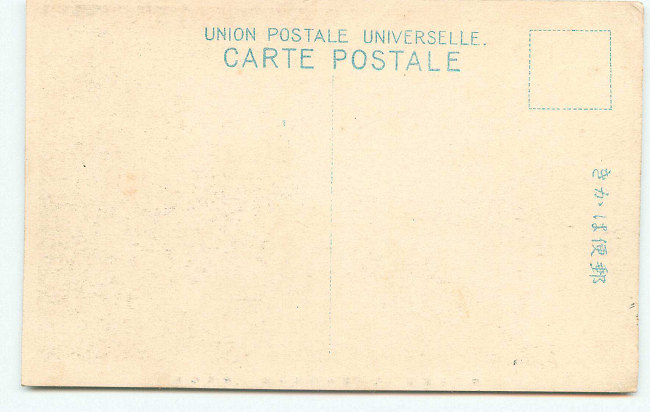 UNION POSTALE UNIVERSELLE.
CARTE POSTALE
郵便はかき